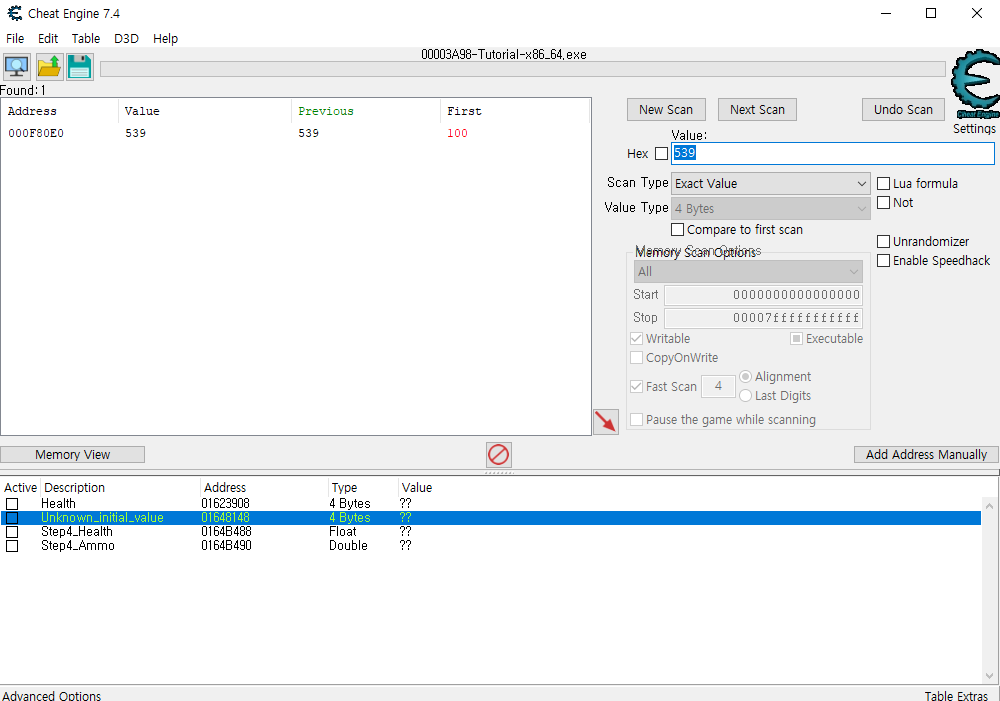 Cheat Engine 7.4
File Edit Table D3D Help
00003A98-Tutorial-x86_64.exe
Found: 1
Address Value Previous First
000F80E0 539 539 100
New Scan Next Scan Undo Scan
Cheat Engine
Settings
Value:
Hex 539
Scan Type Exact Value Lua formula
Value Type 4 Bytes Not
Compare to first scan
Unrandomizer
Memory Scan Options
All Enable Speedhack
Start 0000000000000000
Stop 00007fffffffffff
Writable Executable
CopyOnWrite
Fast Scan 4 Alignment
Last Digits
Pause the game while scanning
Memory View Add Address Manually
Active Description Address Type Value
Health 01623908 4 Bytes ??
Unknown_initial_value 01648148 4 Bytes ??
Step4_Health 0164B488 Float ??
Step4_Ammo 0164B490 Double ??
Advanced Options Table Extras